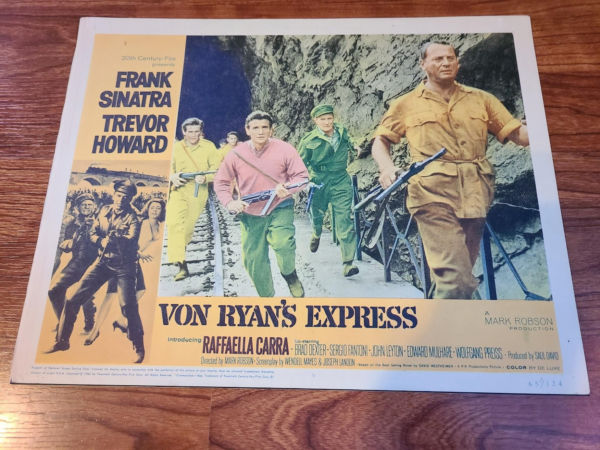 20th Century-Fox
presents
FRANK
SINATRA
TREVOR
HOWARD
VON RYAN'S EXPRESS
A
MARK ROBSON
PRODUCTION
introducing RAFFAELLA CARRA co-starring BRAD DEXTER · SERGIO FANTONI · JOHN LEYTON · EDWARD MULHARE · WOLFGANG PREISS · Produced by SAUL DAVID
Directed by MARK ROBSON · Screenplay by WENDELL MAYES & JOSEPH LANDON
COLOR BY DE LUXE
65/124